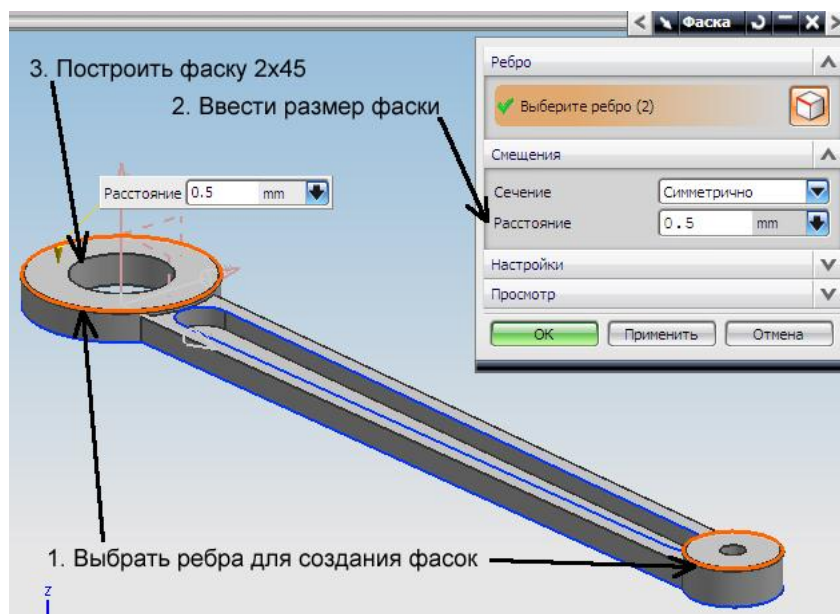 Фаска
3. Построить фаску 2х45
2. Ввести размер фаски
Расстояние 0.5 mm
Ребро
Выберите ребро (2)
Смещения
Сечение Симметрично
Расстояние 0.5 mm
Настройки
Просмотр
ОК Применить Отмена
1. Выбрать ребра для создания фасок
z